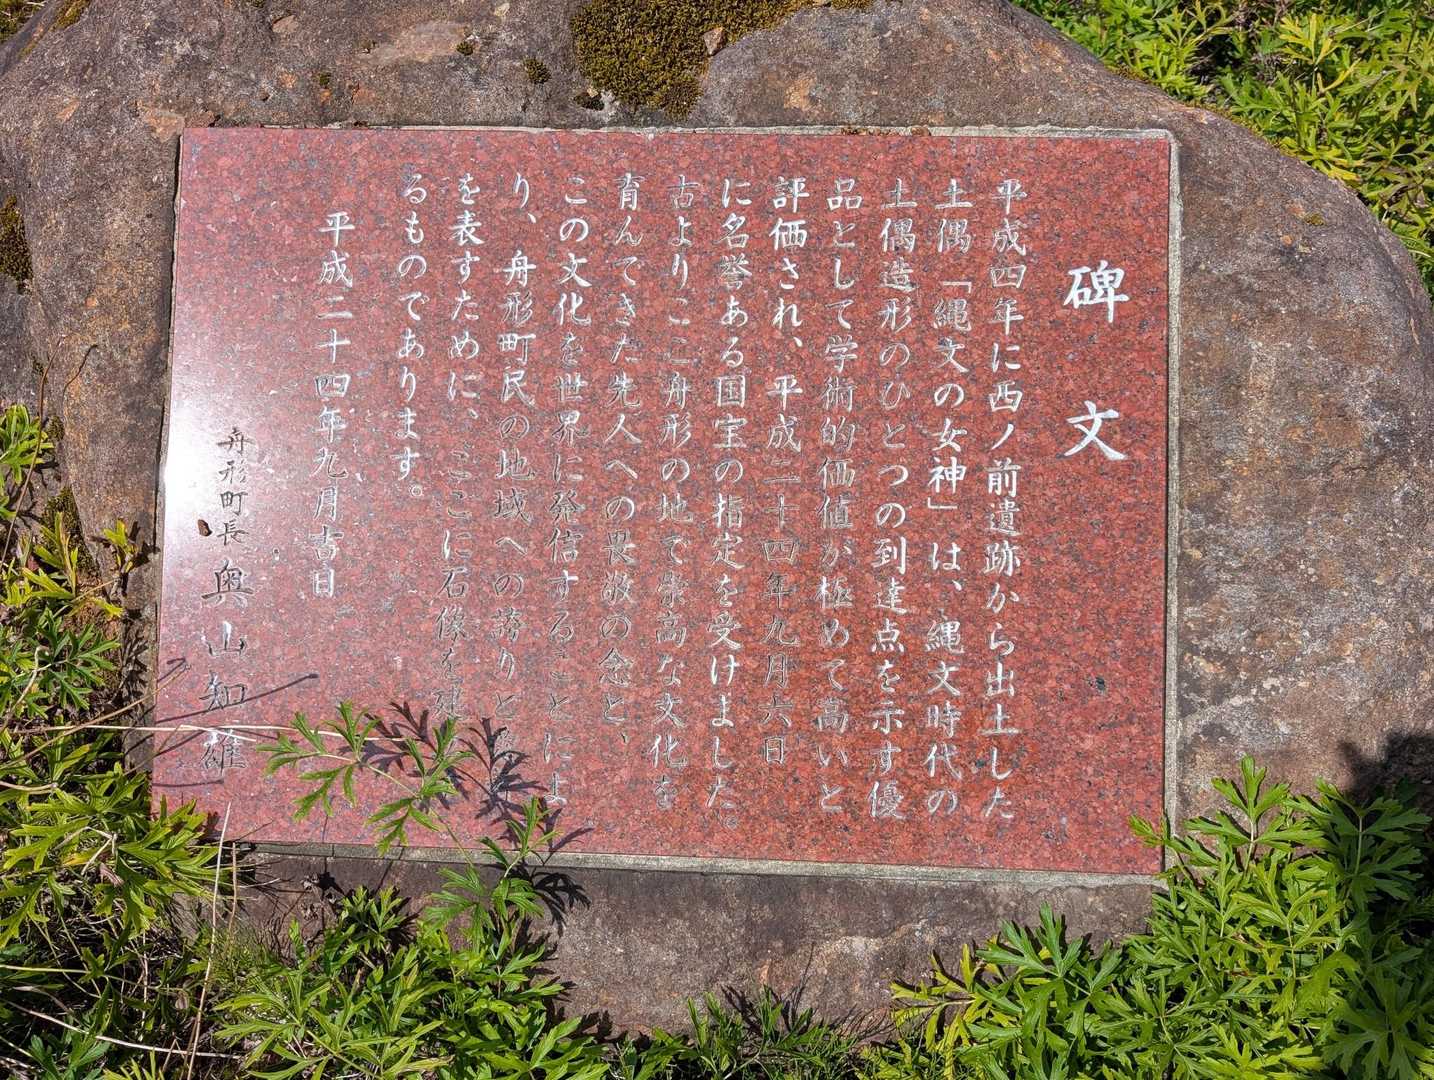 碑文
平成四年に西ノ前遺跡から出土した
土偶「縄文の女神」は、縄文時代の
土偶造形のひとつの到達点を示す優
品として学術的価値が極めて高いと
評価され、平成二十四年九月六日
に名誉ある国宝の指定を受けました。
古よりここ舟形の地で崇高な文化を
育んできた先人への畏敬の念と、
この文化を世界に発信することによ
り、舟形町民の地域への誇りと
を表すために、ここに石像を建
るものであります。
平成二十四年九月吉日
舟形町長 奥山知雄